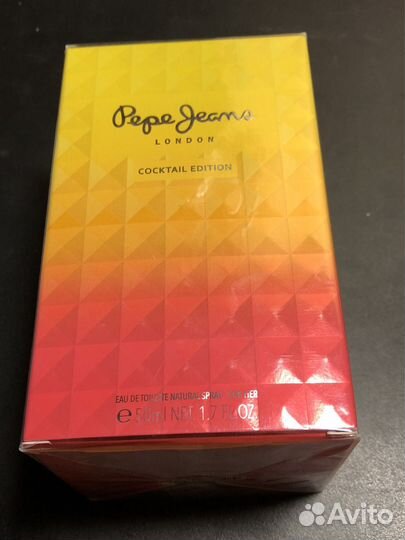 Pepe Jeans
LONDON
COCKTAIL EDITION
EAU DE TOILETTE NATURAL SPRAY
e 50ml NET 1.7 FL.OZ
Avito